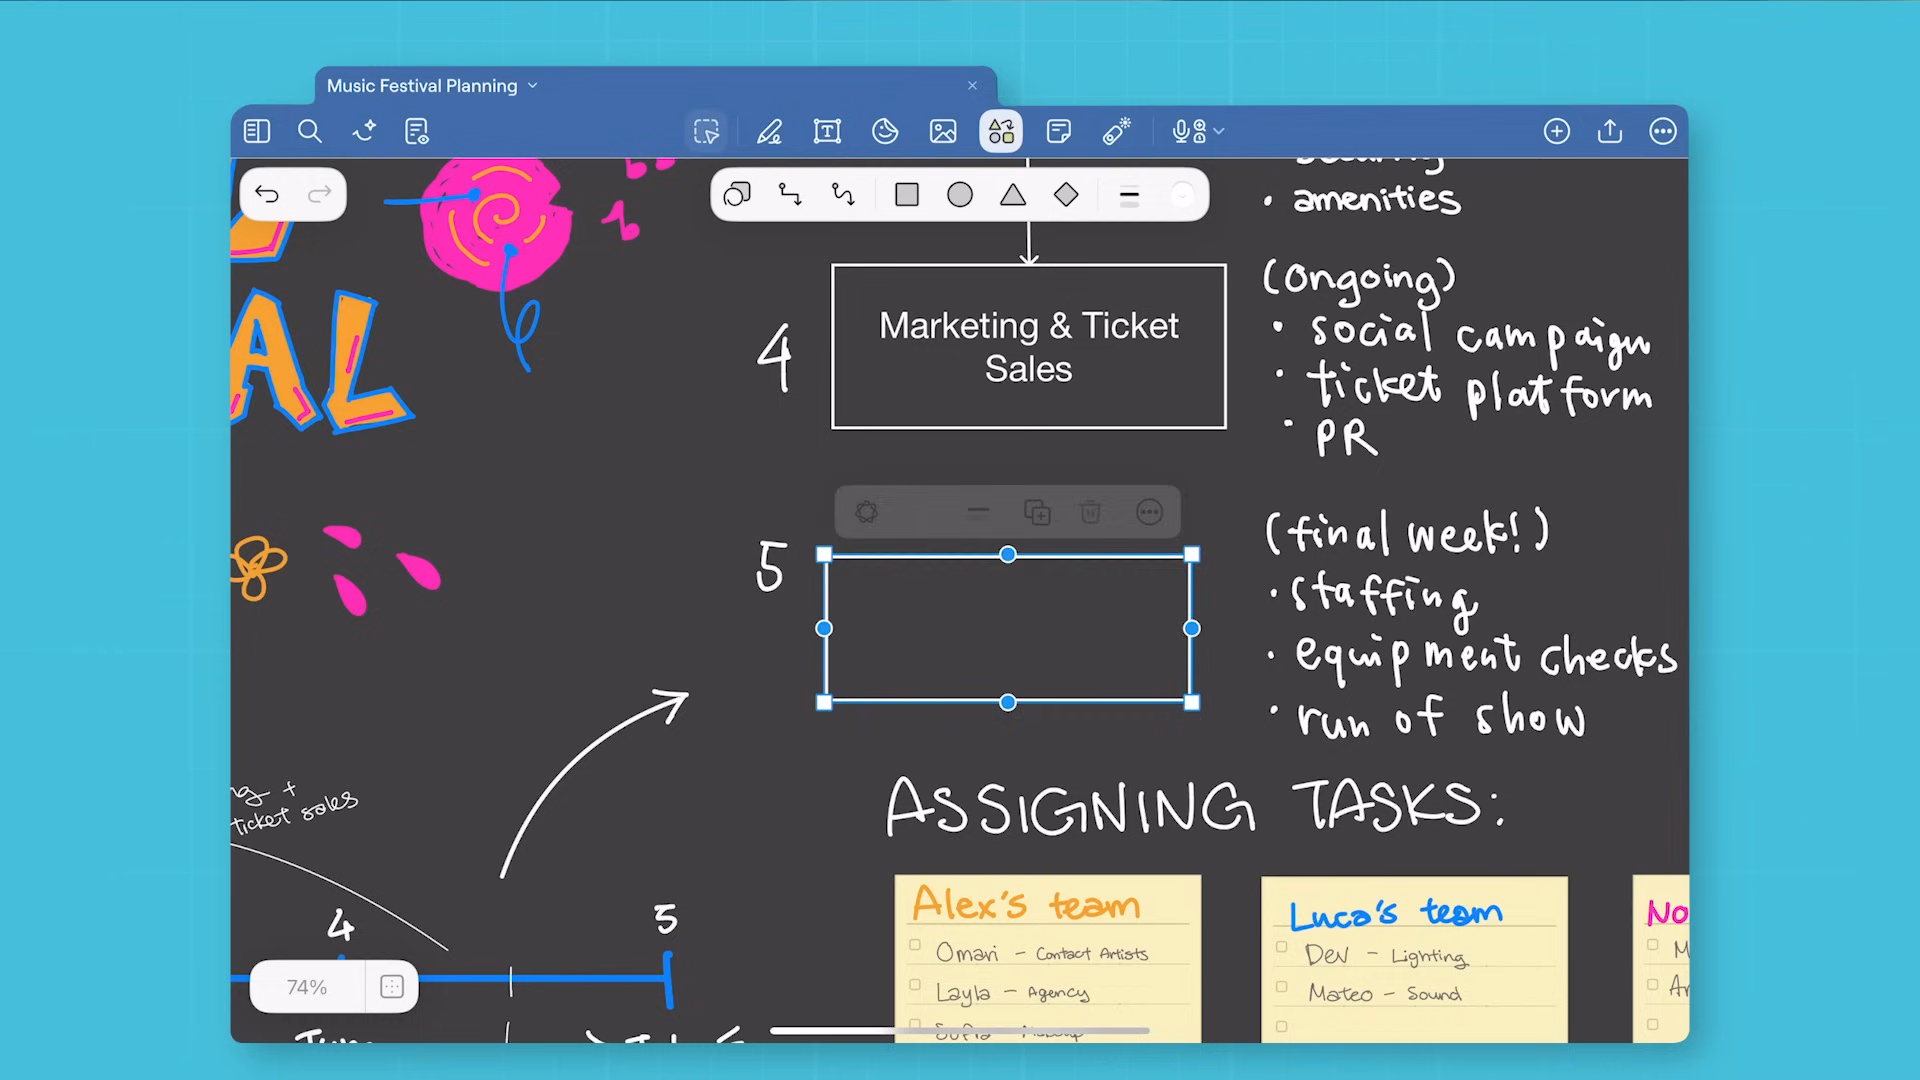 Music Festival Planning
AL
amenities
4
Marketing & Ticket
Sales
(Ongoing)
• social campaign
• ticket platform
• PR
5
(final week!)
• staffing
• equipment checks
• run of show
+
ticket sales
ASSIGNING TASKS:
4
5
74%
Alex's team
Omari - Contact Artists
Layla - Agency
Luca's team
Dev - Lighting
Mateo - Sound
No
M